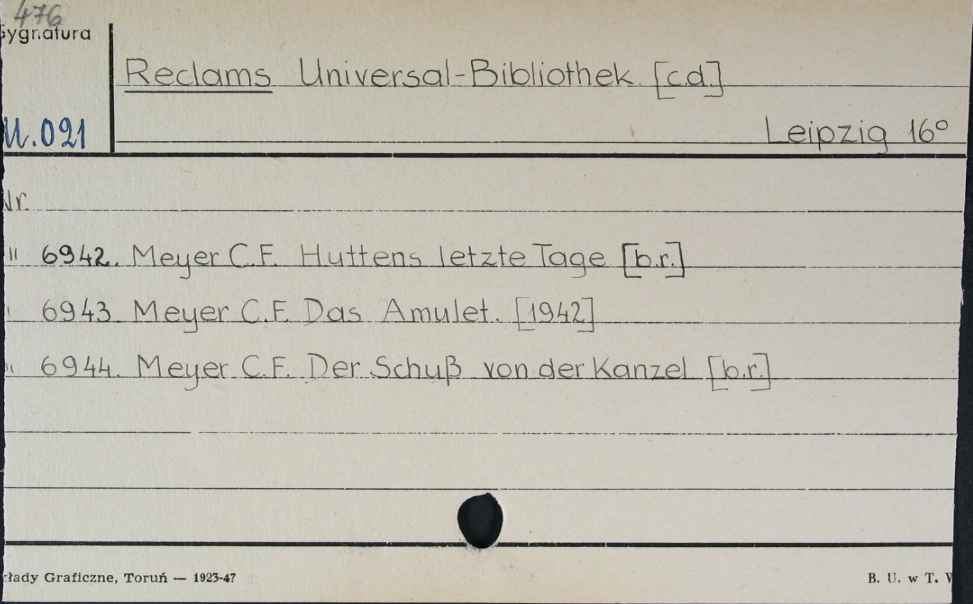 476
Sygnatura
Reclams Universal-Bibliothek [c.d.]
U.021
Leipzig 16°
Nr.
" 6942. Meyer C.F. Huttens letzte Tage [b.r.]
" 6943. Meyer C.F. Das Amulet. [1942]
" 6944. Meyer C.F. Der Schuß von der Kanzel [b.r.]
kłady Graficzne, Toruń — 1923-47
B. U. w T.